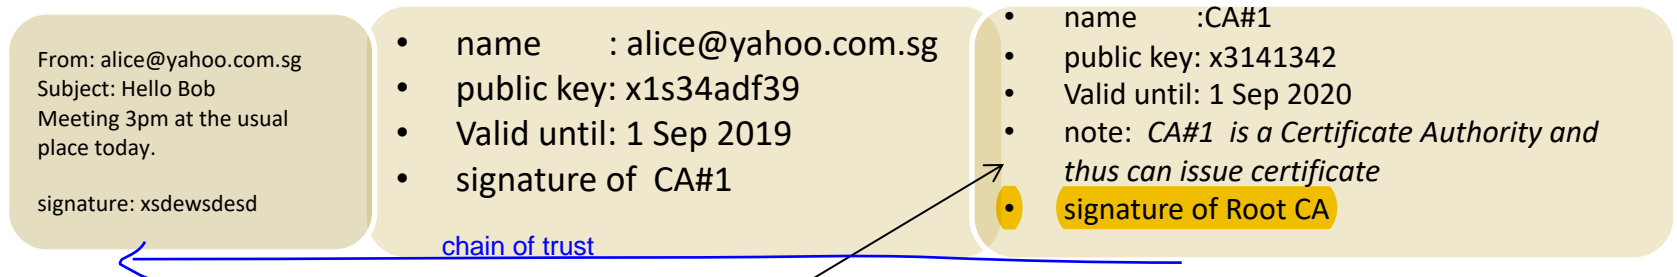 From: alice@yahoo.com.sg
Subject: Hello Bob
Meeting 3pm at the usual
place today.
signature: xsdewsdesd
• name : alice@yahoo.com.sg
• public key: x1s34adf39
• Valid until: 1 Sep 2019
• signature of CA#1
chain of trust
• name :CA#1
• public key: x3141342
• Valid until: 1 Sep 2020
• note: CA#1 is a Certificate Authority and
thus can issue certificate
• signature of Root CA